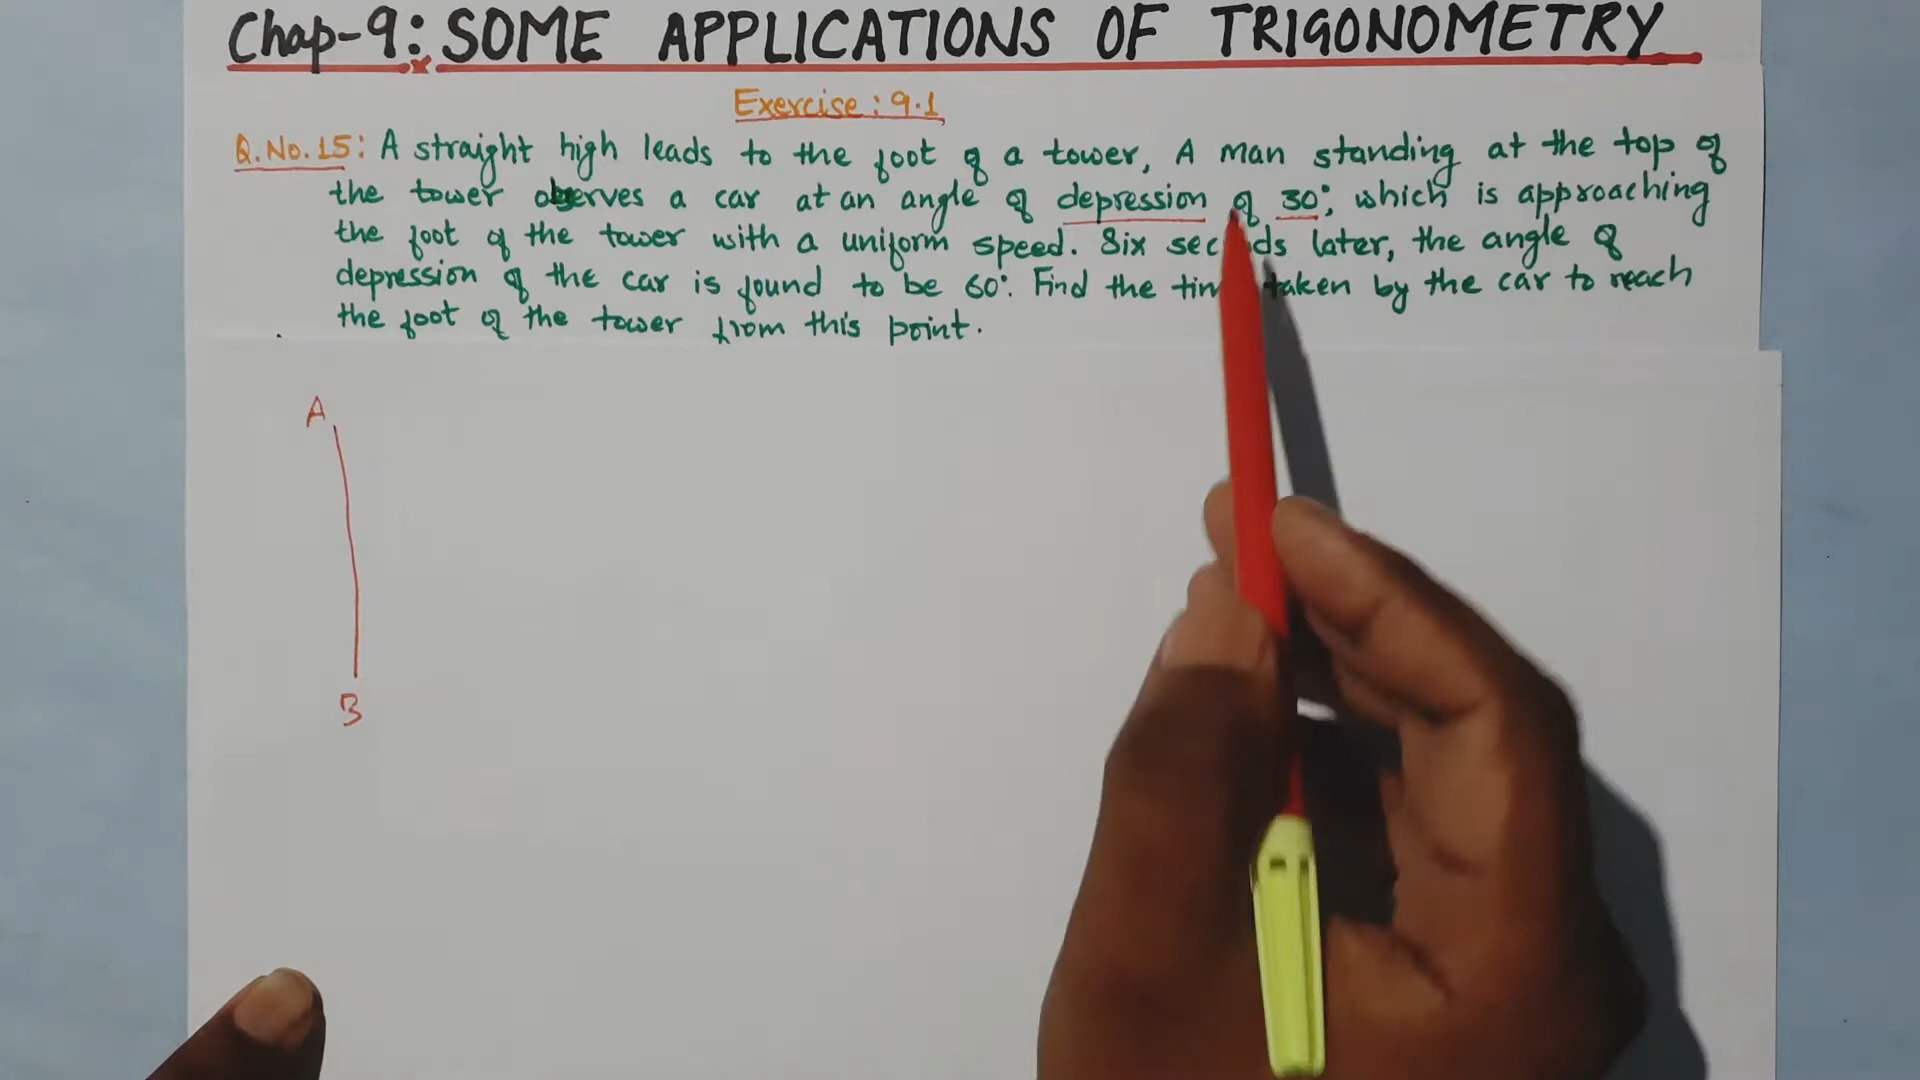 Chap-9: SOME APPLICATIONS OF TRIGONOMETRY
Exercise: 9.1
Q.No.15: A straight high leads to the foot of a tower, A man standing at the top of
the tower observes a car at an angle of depression of 30°, which is approaching
the foot of the tower with a uniform speed. Six later, the angle of
depression of the car is found to be 60°. Find the taken by the car to reach
the foot of the tower from this point.
A
B